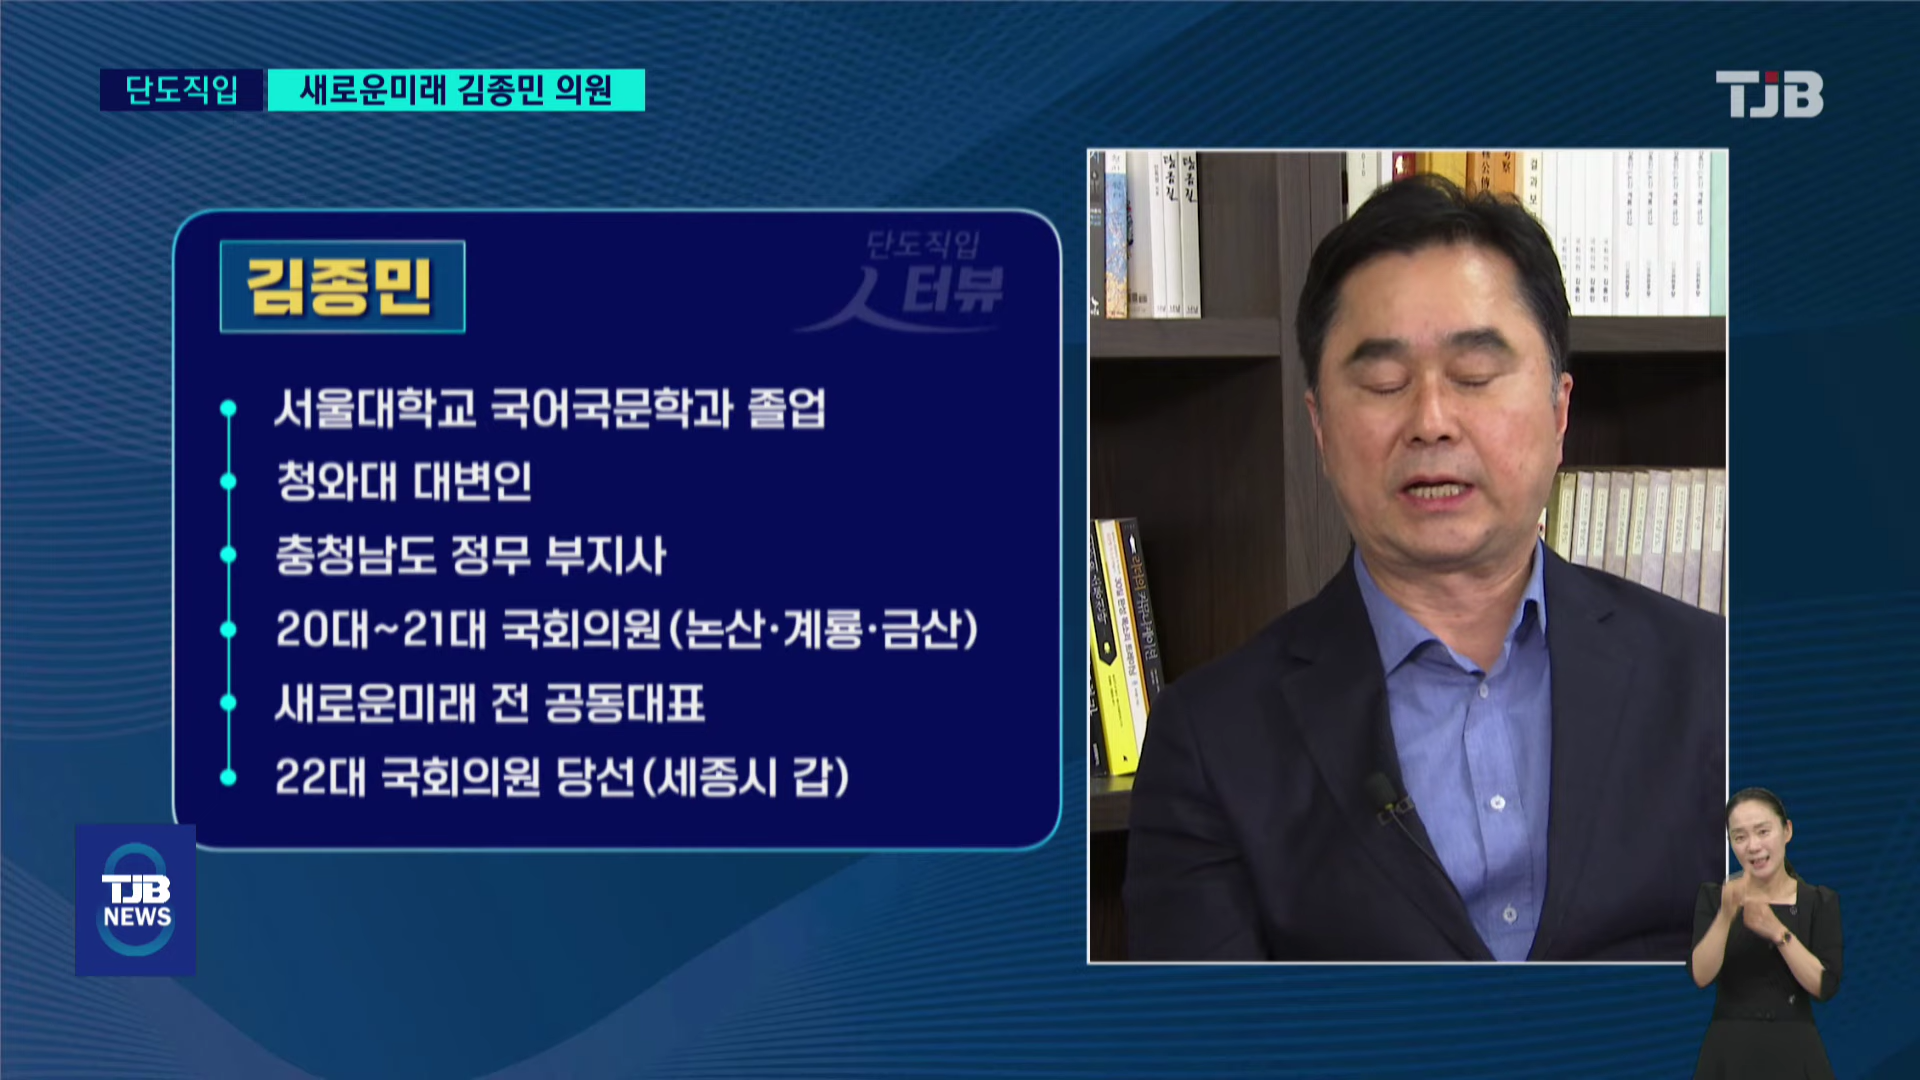 단도직입
새로운미래 김종민 의원
TJB
단도직입
人터뷰
김종민
서울대학교 국어국문학과 졸업
청와대 대변인
충청남도 정무 부지사
20대~21대 국회의원(논산·계룡·금산)
새로운미래 전 공동대표
22대 국회의원 당선(세종시 갑)
TJB
NEWS